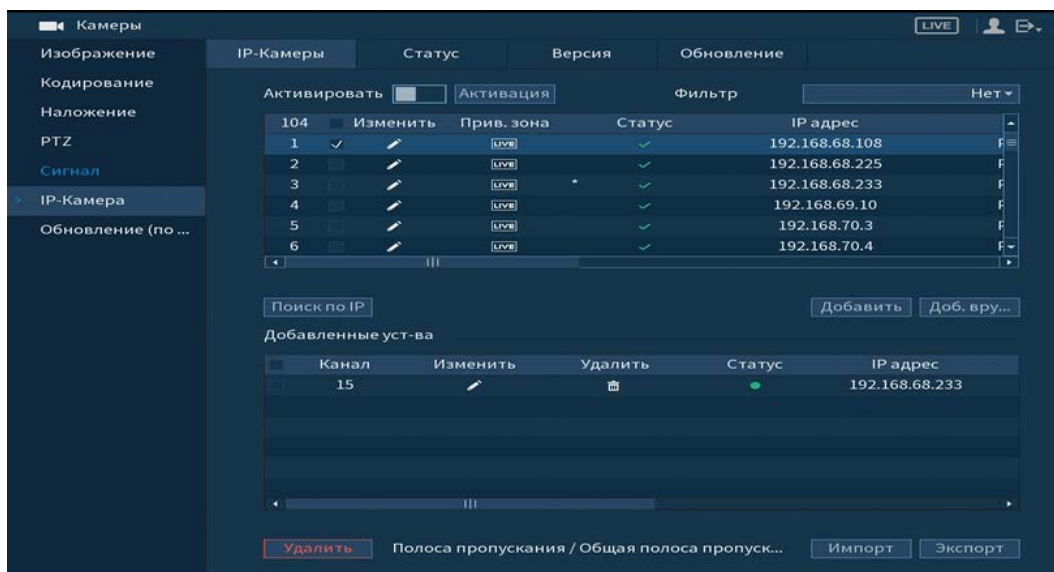 Камеры LIVE
Изображение
Кодирование
Наложение
PTZ
Сигнал
IP-Камера
Обновление (по ...
IP-Камеры Статус Версия Обновление
Активировать Активация Фильтр Нет
104 Изменить Прив. зона Статус IP адрес
1 LIVE 192.168.68.108
2 LIVE 192.168.68.225
3 LIVE * 192.168.68.233
4 LIVE 192.168.69.10
5 LIVE 192.168.70.3
6 LIVE 192.168.70.4
Поиск по IP Добавить Доб. вру...
Добавленные уст-ва
Канал Изменить Удалить Статус IP адрес
15 192.168.68.233
Удалить Полоса пропускания / Общая полоса пропуск... Импорт Экспорт